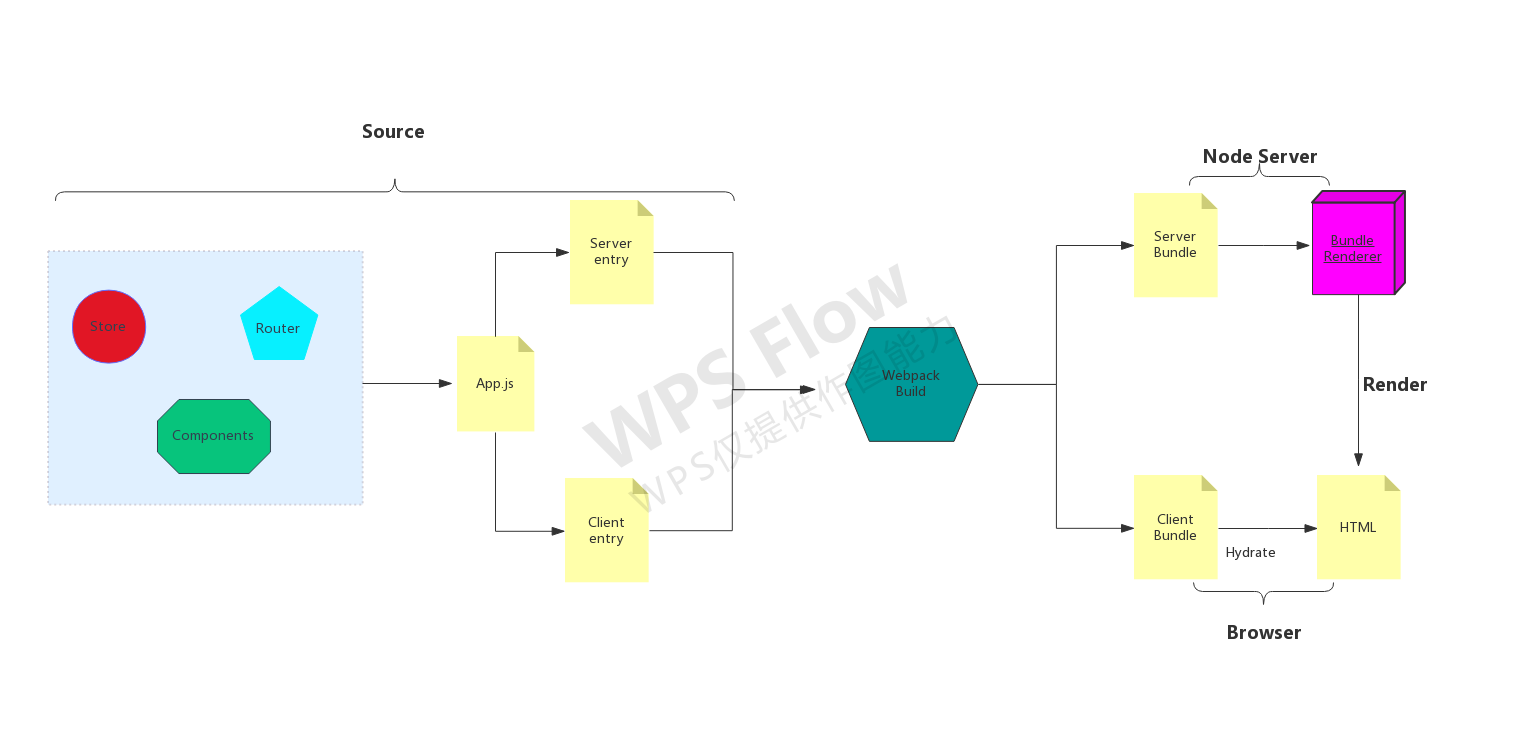 Source
Node Server
Server
entry
Server
Bundle
Bundle
Renderer
Store
Router
App.js
Webpack
Build
Render
Components
Client
entry
Client
Bundle
HTML
Hydrate
Browser
WPS Flow
WPS仅提供作图能力